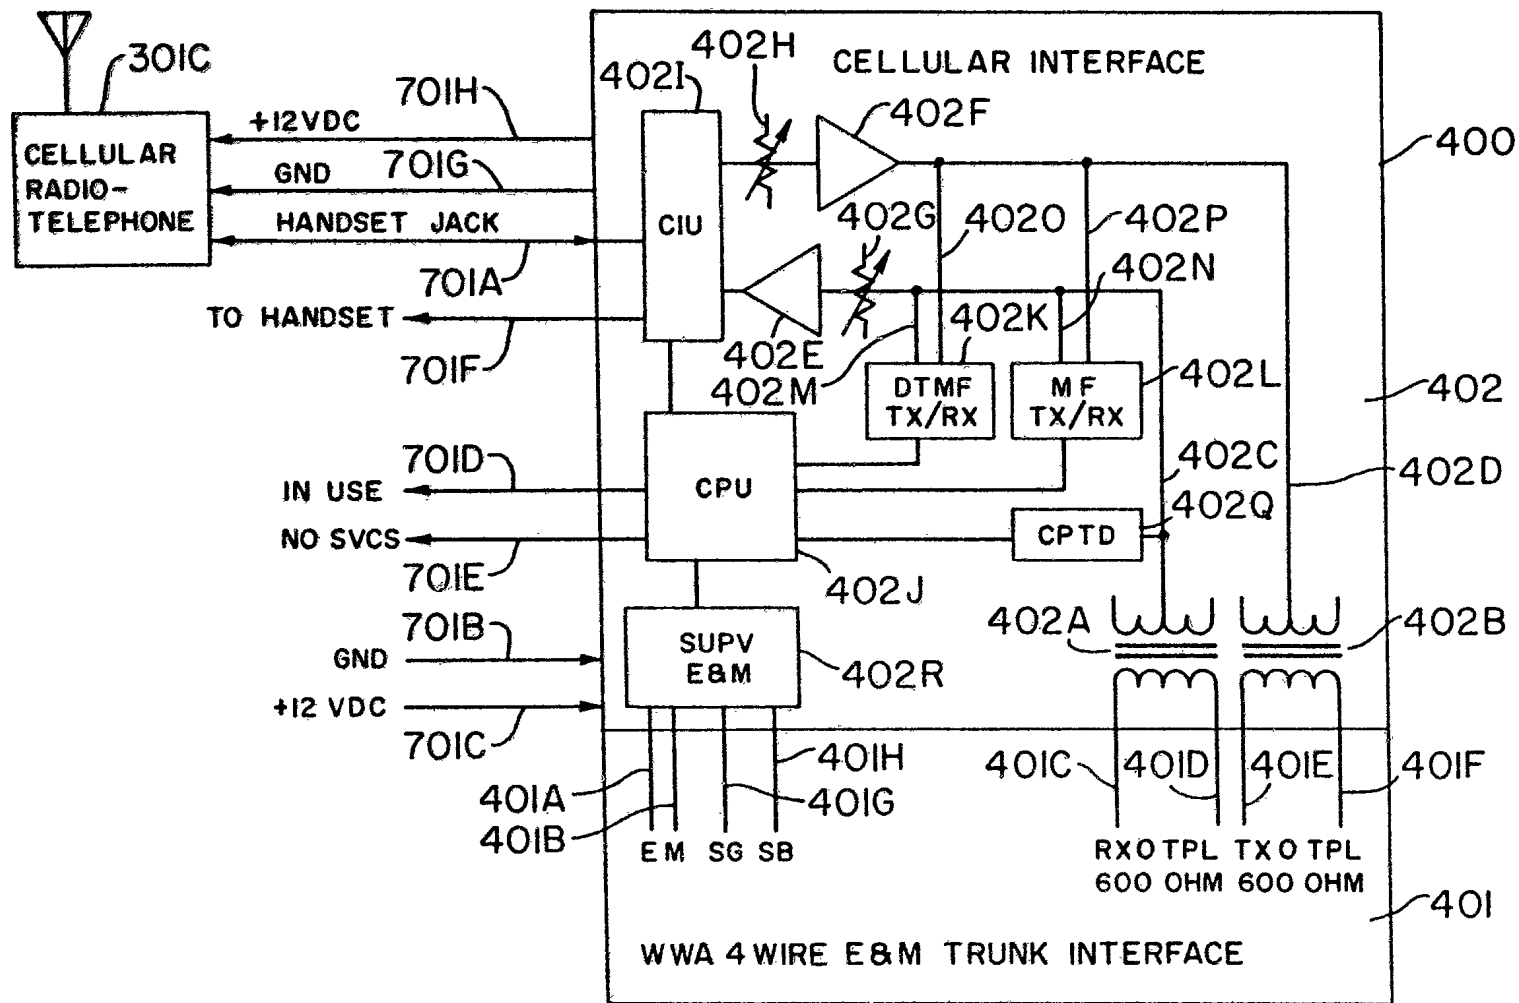 301C
CELLULAR
RADIO-
TELEPHONE
701H
+12VDC
701G
GND
HANDSET JACK
701A
TO HANDSET
701F
402I
402H
CELLULAR INTERFACE
402F
400
CIU
402G
402O
402P
402N
402E
402K
402M
DTMF
TX/RX
MF
TX/RX
402L
402
701D
IN USE
CPU
402C
402D
402Q
NO SVCS
CPTD
701E
402J
701B
GND
SUPV
E&M
402R
402A
402B
+12 VDC
701C
401A
401B
401H
401G
401C
401D
401E
401F
E M SG SB
RX O TPL TX O TPL
600 OHM 600 OHM
401
WWA 4 WIRE E&M TRUNK INTERFACE